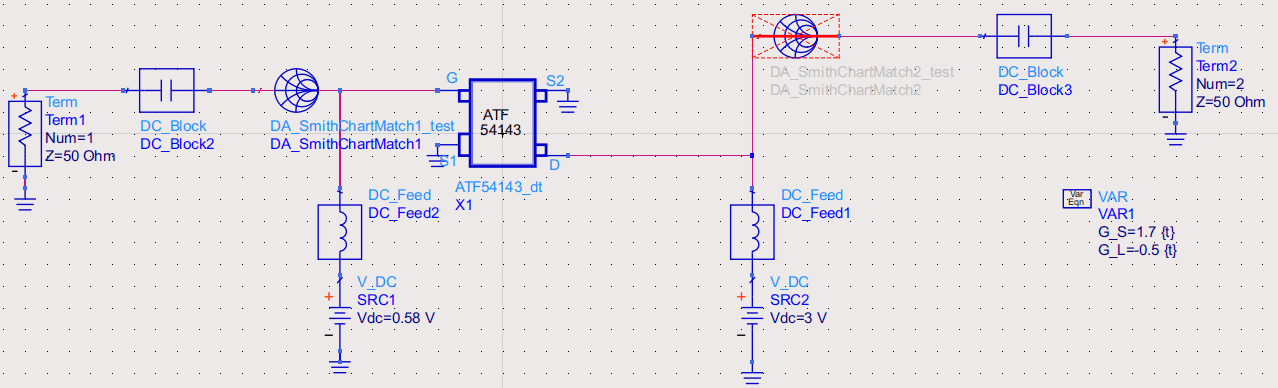 Term
Term1
Num=1
Z=50 Ohm
DC_Block
DC_Block2
DA_SmithChartMatch1_test
DA_SmithChartMatch1
G
S2
ATF
54143
S1
D
ATF54143_dt
X1
DC_Feed
DC_Feed2
V_DC
SRC1
Vdc=0.58 V
DA_SmithChartMatch2_test
DA_SmithChartMatch2
DC_Block
DC_Block3
Term
Term2
Num=2
Z=50 Ohm
DC_Feed
DC_Feed1
V_DC
SRC2
Vdc=3 V
Var
Eqn
VAR
VAR1
G_S=1.7 {t}
G_L=-0.5 {t}